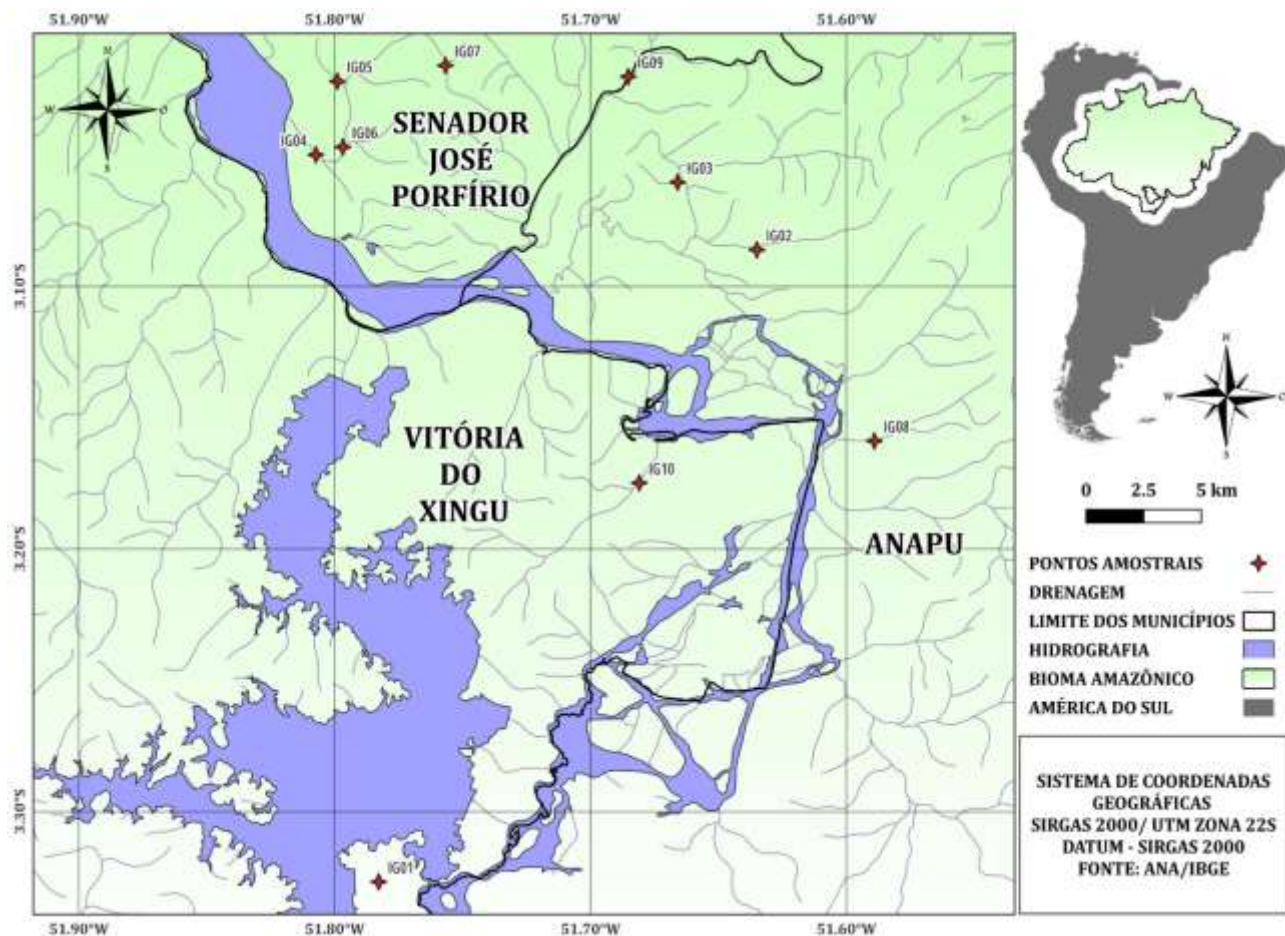 51.90°W 51.80°W 51.70°W 51.60°W
N
W O
S
IG05
IG07
IG09
SENADOR
JOSÉ
PORFÍRIO
IG04
IG06
IG03
IG02
3.10°S
VITÓRIA
DO
XINGU
IG08
IG10
ANAPU
3.20°S
3.30°S
IG01
51.90°W 51.80°W 51.70°W 51.60°W
N
W O
S
0 2.5 5 km
PONTOS AMOSTRAIS
DRENAGEM
LIMITE DOS MUNICÍPIOS
HIDROGRAFIA
BIOMA AMAZÔNICO
AMÉRICA DO SUL
SISTEMA DE COORDENADAS
GEOGRÁFICAS
SIRGAS 2000/ UTM ZONA 22S
DATUM - SIRGAS 2000
FONTE: ANA/IBGE